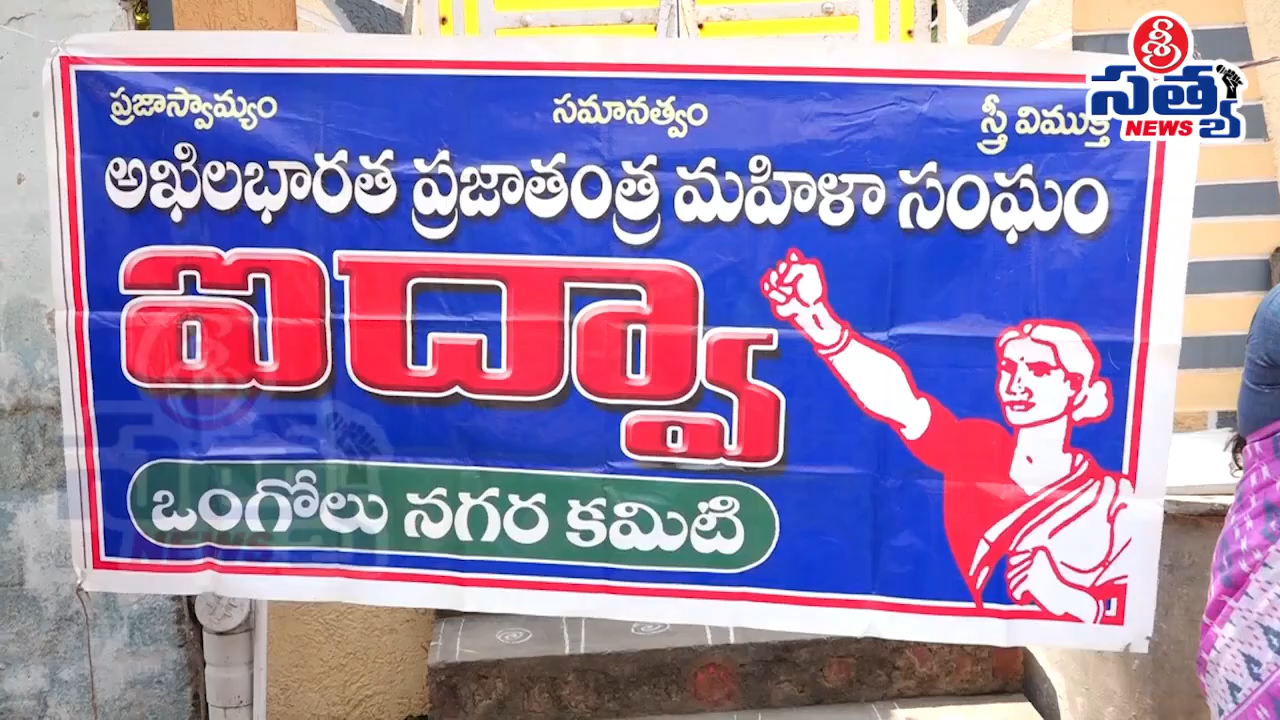 ప్రజాస్వామ్యం సమానత్వం స్త్రీ విముక్తి
శ్రీ
సత్య
NEWS
అఖిలభారత ప్రజాతంత్ర మహిళా సంఘం
ఐద్వా
ఒంగోలు నగర కమిటి